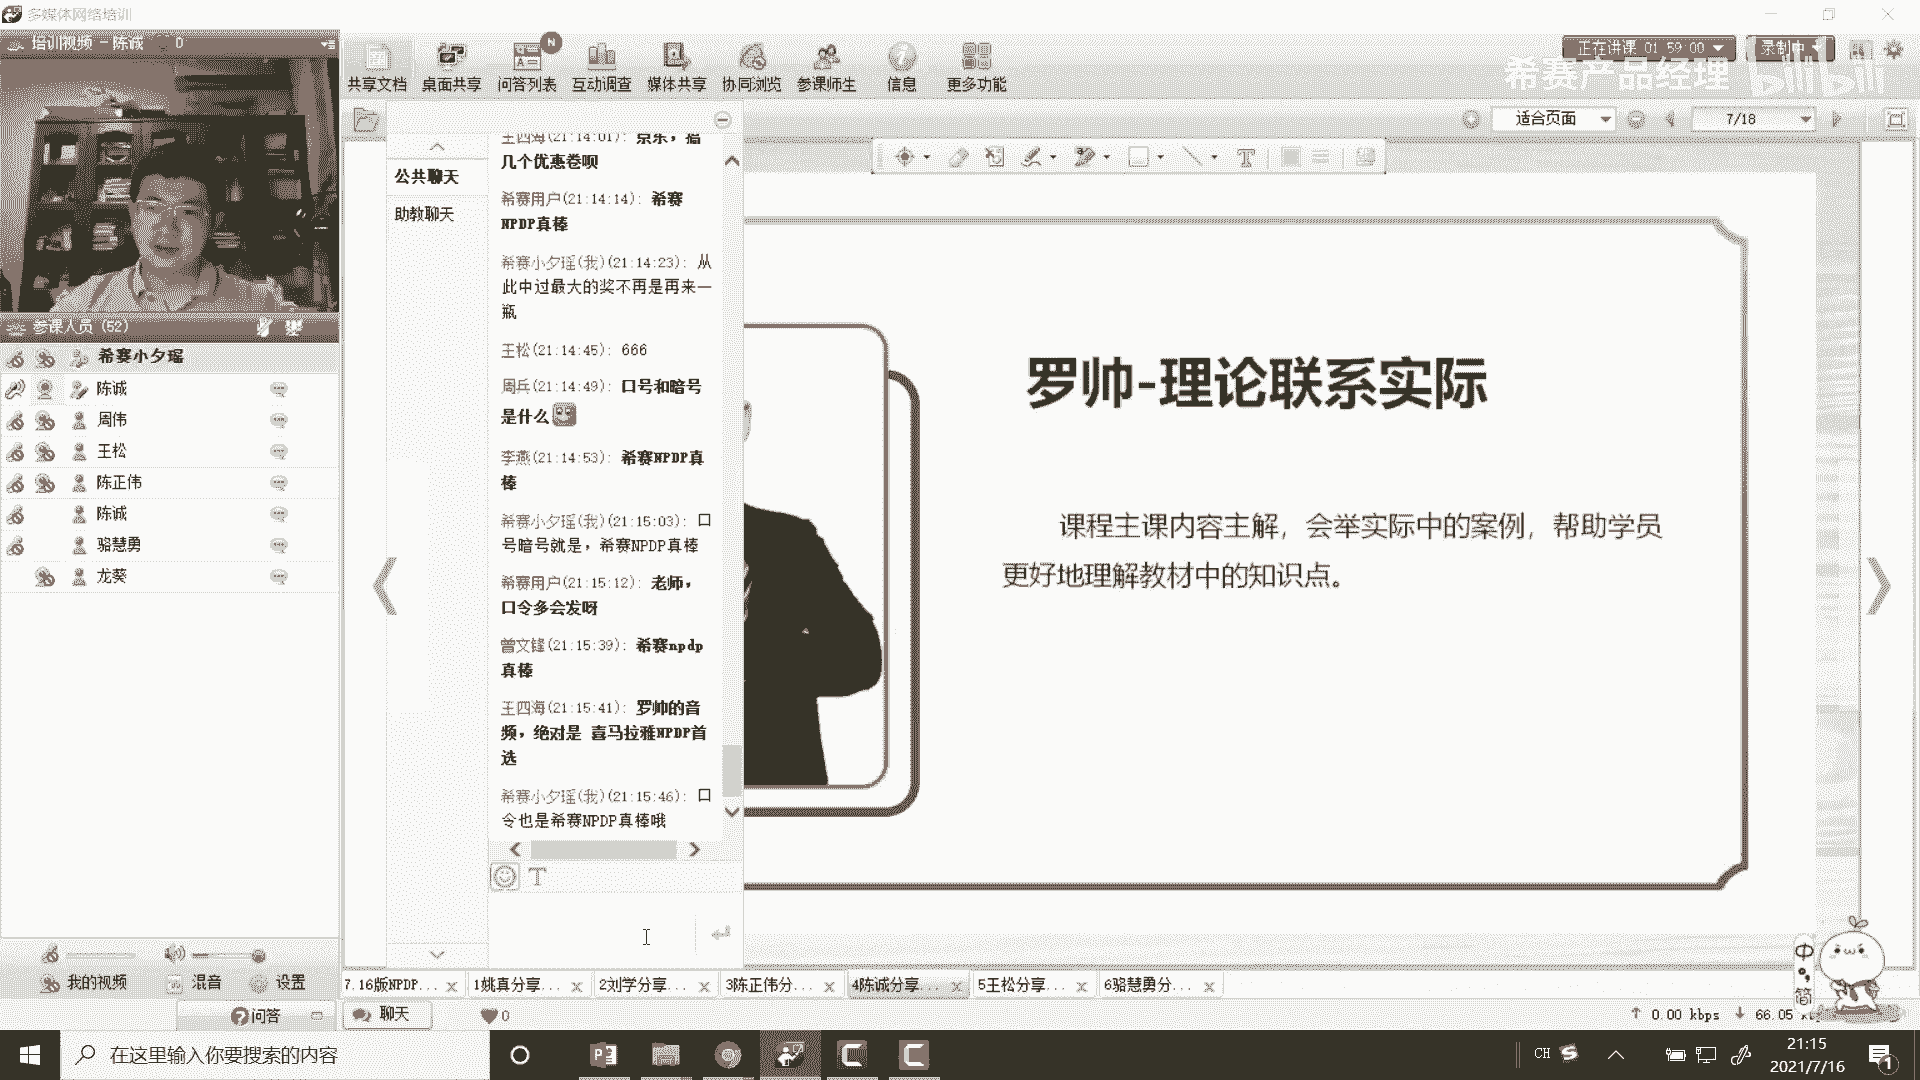 多媒体网络培训
培训视频 - 陈诚 0
共享文档 桌面共享 问答列表 互动调查 媒体共享 协同浏览 参课师生 信息 更多功能
N
正在讲课 01 59 00
录制中
希赛产品经理 bilibili
适合页面
7/18
公共聊天
助教聊天
王四海(21:14:01): 京东，搞
几个优惠卷呗
希赛用户(21:14:14): 希赛
NPDP真棒
希赛小夕瑶(我)(21:14:23): 从
此中过最大的奖不再是再来一
瓶
王松(21:14:45): 666
周兵(21:14:49): 口号和暗号
是什么
李燕(21:14:53): 希赛NPDP真
棒
希赛小夕瑶(我)(21:15:03): 口
号暗号就是，希赛NPDP真棒
希赛用户(21:15:12): 老师，
口令多会发呀
曾文锋(21:15:39): 希赛npdp
真棒
王四海(21:15:41): 罗帅的音
频，绝对是 喜马拉雅NPDP首
选
希赛小夕瑶(我)(21:15:46): 口
令也是希赛NPDP真棒哦
罗帅-理论联系实际
课程主课内容主解，会举实际中的案例，帮助学员
更好地理解教材中的知识点。
参课人员 (52)
希赛小夕瑶
陈诚
周伟
王松
陈正伟
陈诚
骆慧勇
龙葵
我的视频 混音 设置
问答
聊天
0
7.16版NPDP... 1姚真分享... 2刘学分享... 3陈正伟分... 4陈诚分享... 5王松分享... 6骆慧勇分...
中
简
0.00 kbps 66.05
在这里输入你要搜索的内容
CH
21:15
2021/7/16
1